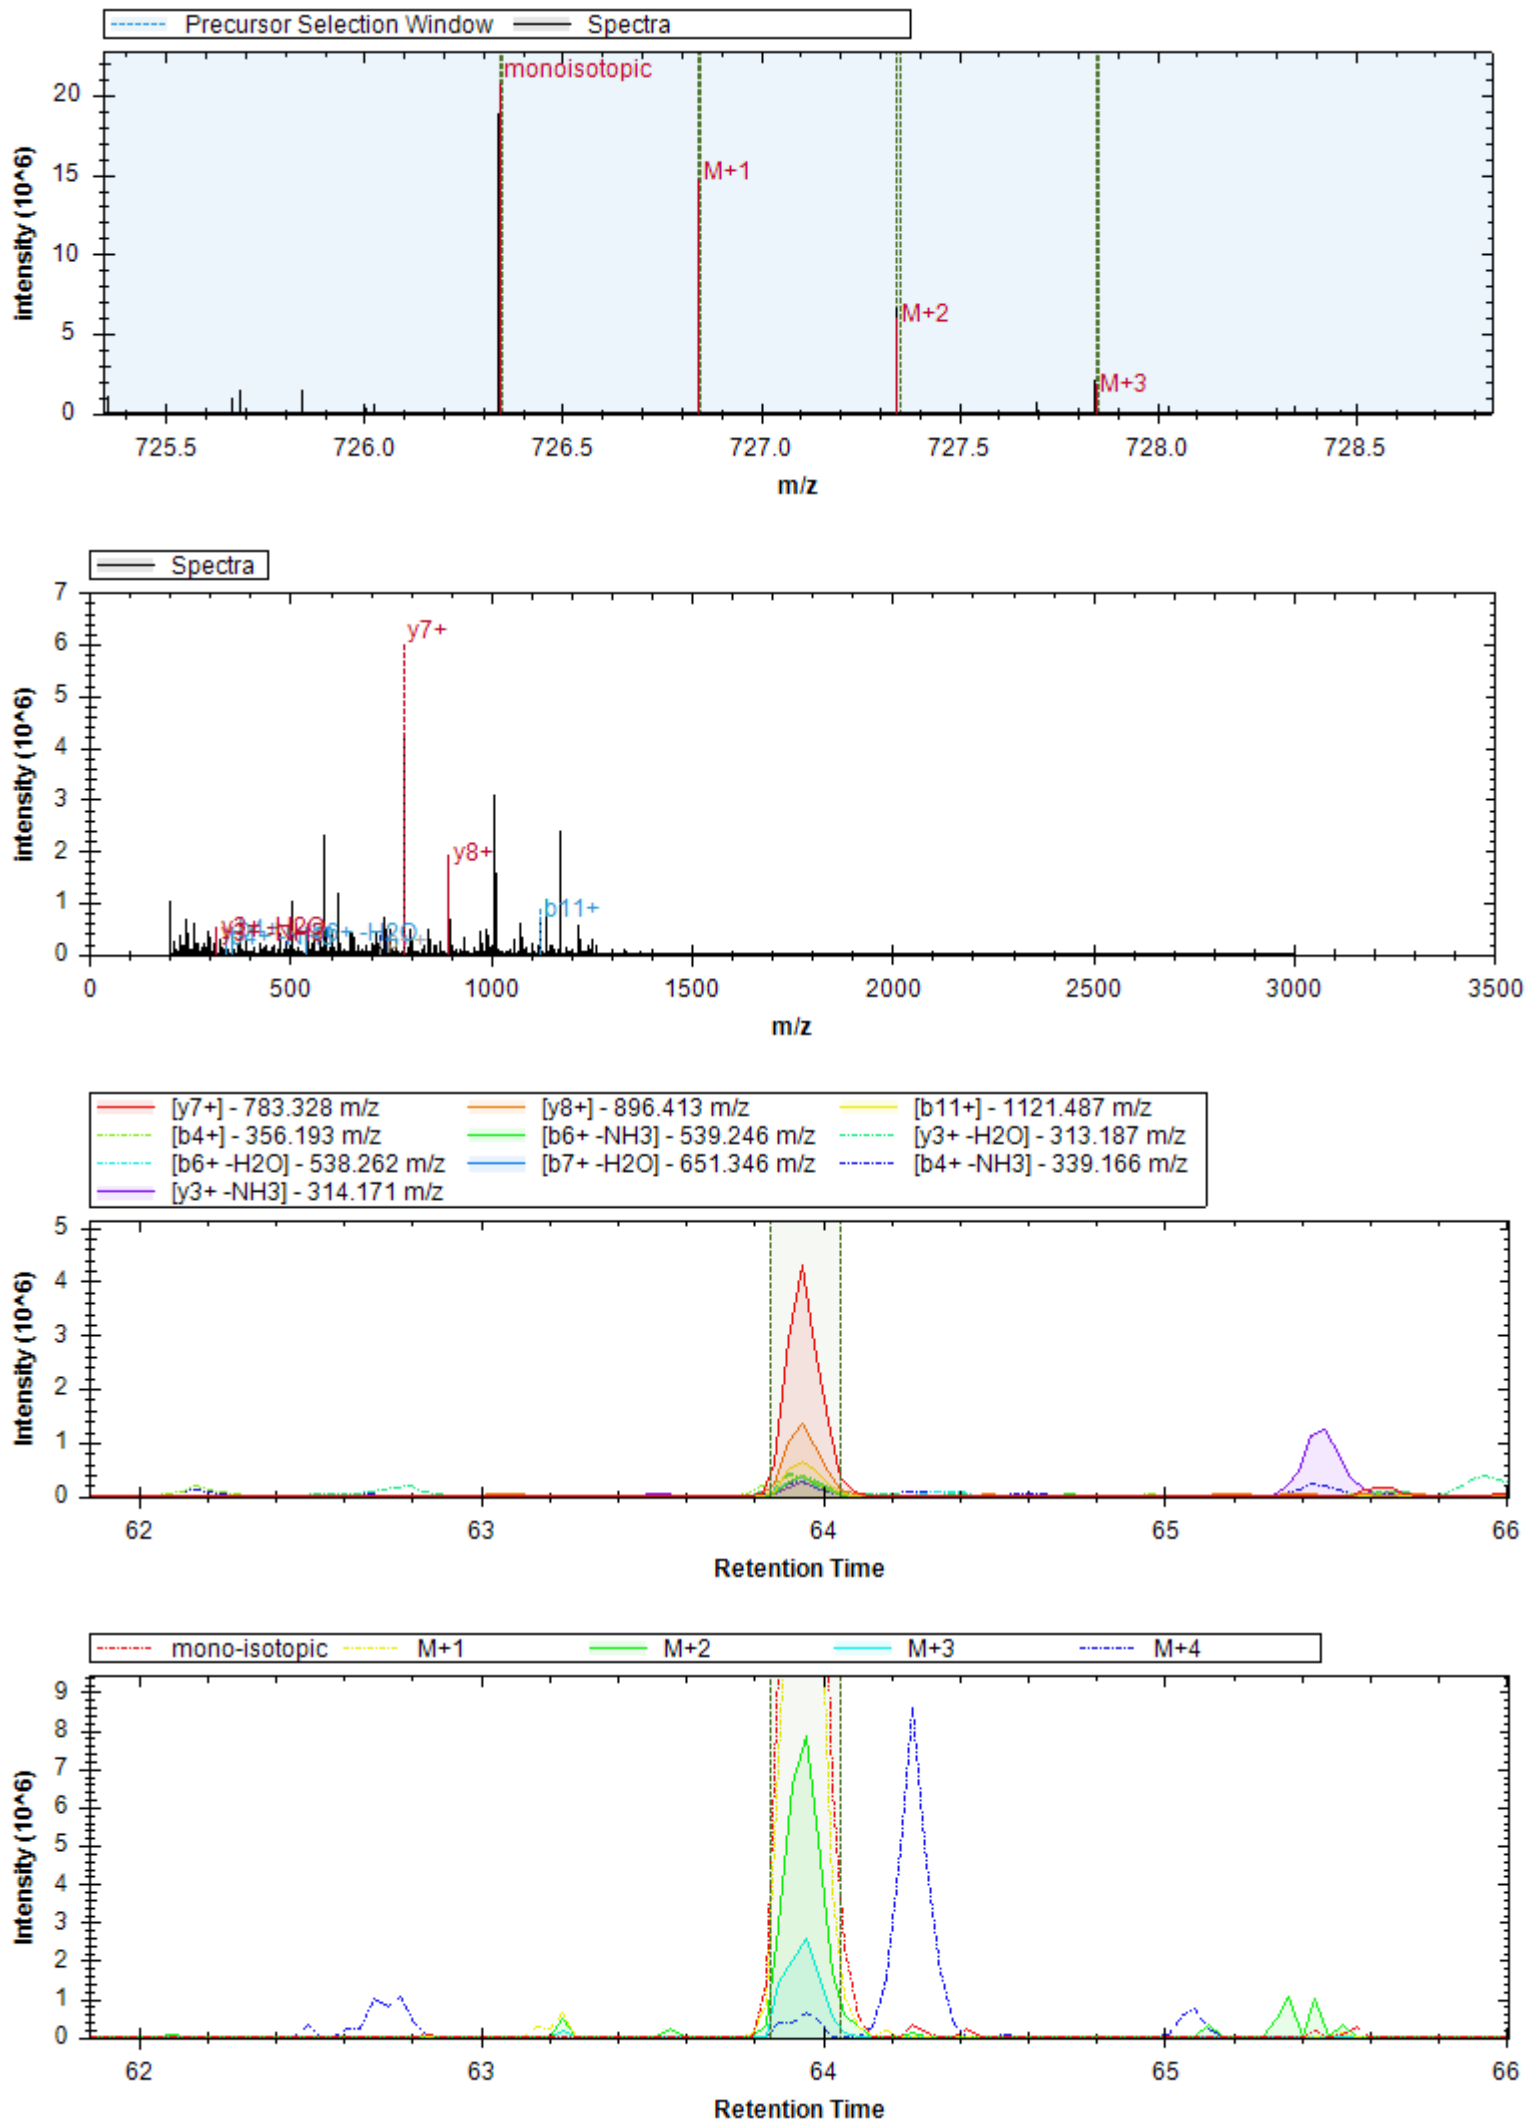 Precursor Selection Window Spectra
intensity (10^6)
20
15
10
5
0
monoisotopic
M+1
M+2
M+3
725.5 726.0 726.5 727.0 727.5 728.0 728.5
m/z
Spectra
intensity (10^6)
7
6
5
4
3
2
1
0
y7+
y8+
b11+
-H2O
-H2O
0 500 1000 1500 2000 2500 3000 3500
m/z
[y7+] - 783.328 m/z [y8+] - 896.413 m/z [b11+] - 1121.487 m/z
[b4+] - 356.193 m/z [b6+ -NH3] - 539.246 m/z [y3+ -H2O] - 313.187 m/z
[b6+ -H2O] - 538.262 m/z [b7+ -H2O] - 651.346 m/z [b4+ -NH3] - 339.166 m/z
[y3+ -NH3] - 314.171 m/z
Intensity (10^6)
5
4
3
2
1
0
62 63 64 65 66
Retention Time
mono-isotopic M+1 M+2 M+3 M+4
Intensity (10^6)
9
8
7
6
5
4
3
2
1
0
62 63 64 65 66
Retention Time